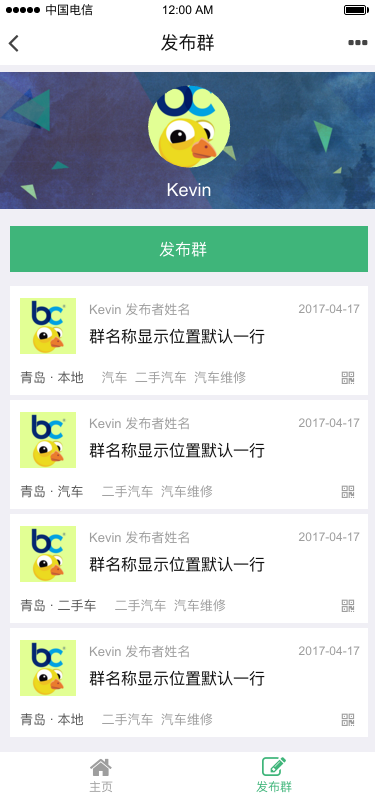 中国电信 12:00 AM
发布群
Kevin
发布群
Kevin 发布者姓名 2017-04-17
群名称显示位置默认一行
青岛 · 本地 汽车 二手汽车 汽车维修
Kevin 发布者姓名 2017-04-17
群名称显示位置默认一行
青岛 · 汽车 二手汽车 汽车维修
Kevin 发布者姓名 2017-04-17
群名称显示位置默认一行
青岛 · 二手车 二手汽车 汽车维修
Kevin 发布者姓名 2017-04-17
群名称显示位置默认一行
青岛 · 本地 二手汽车 汽车维修
主页 发布群